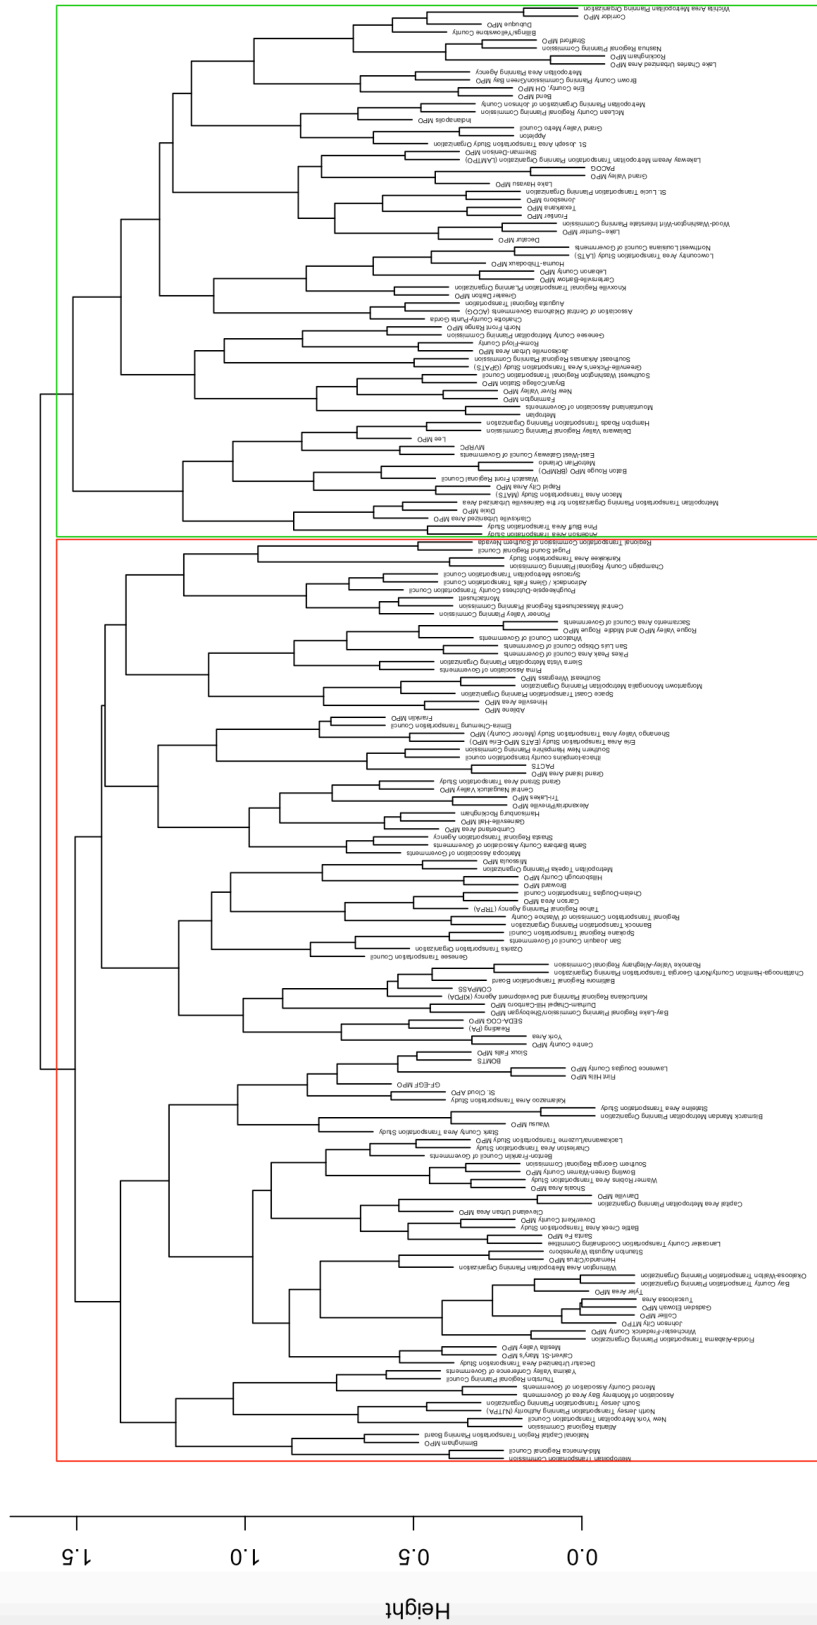 Wichita Area Metropolitan Planning Organization
Corridor MPO
Dubuque MPO
Billings/Yellowstone County
Strafford MPO
Nashua Regional Planning Commission
Rockingham MPO
Lake Charles Urbanized Area MPO
Metropolitan Area Planning Agency
Brown County Planning Commission/Green Bay MPO
Erie County, OH MPO
Bend MPO
Metropolitan Planning Organization of Johnson County
McLean County Regional Planning Commission
Indianapolis MPO
Grand Valley Metro Council
Appleton
St. Joseph Area Transportation Study Organization
Sherman-Denison MPO
Lakeway Aream Metropolitan Transportation Planning Organization (LAMTPO)
PACOG
Grand Valley MPO
Lake Havasu MPO
St. Lucie Transportation Planning Organization
Jonesboro MPO
Texarkana MPO
Frontier MPO
Wood-Washington-Wirt Interstate Planning Commission
Lake~Sumter MPO
Decatur MPO
Northwest Louisiana Council of Governments
Lowcountry Area Transportation Study (LATS)
Houma-Thibodaux MPO
Lebanon County MPO
Cartersville-Bartow MPO
Knoxville Regional Transportation PLanning Organization
Greater Dalton MPO
Augusta Regional Transportation
Association of Central Oklahoma Governments (ACOG)
Charlotte County-Punta Gorda
North Front Range MPO
Genesee County Metropolitan Planning Commission
Rome-Floyd County
Jacksonville Urban Area MPO
Southeast Arkansas Regional Planning Commission
Greenville-Pickert's Area Transportation Study (GPATS)
Southwest Washington Regional Transportation Council
Bryan/College Station MPO
New River Valley MPO
Farmington MPO
Mountainland Association of Governments
Metroplan
Hampton Roads Transportation Planning Organization
Delaware Valley Regional Planning Commission
Lee MPO
MVRPC
East-West Gateway Council of Governments
MetroPlan Orlando
Baton Rouge MPO (BRMPO)
Wasatch Front Regional Council
Rapid City Area MPO
Macon Area Transportation Study (MATS)
Metropolitan Transportation Planning Organization for the Gainesville Urbanized Area
Dixie MPO
Clarksville Urbanized Area MPO
Pine Bluff Area Transportation Study
Anderson Area Transportation Study
Regional Transportation Commission of Southern Nevada
Puget Sound Regional Council
Kankakee Area Transportation Study
Champaign County Regional Planning Commission
Syracuse Metropolitan Transportation Council
Adirondack / Glens Falls Transportation Council
Poughkeepsie-Dutchess County Transportation Council
Montachusett
Central Massachusetts Regional Planning Commission
Pioneer Valley Planning Commission
Sacramento Area Council of Governments
Rogue Valley MPO and Middle Rogue MPO
Whatcom Council of Governments
San Luis Obispo Council of Governments
Pikes Peak Area Council of Governments
Sierra Vista Metropolitan Planning Organization
Pima Association of Governments
Southeast Wiregrass MPO
Morgantown Monongalia Metropolitan Planning Organization
Space Coast Transportation Planning Organization
Hinesville Area MPO
Abilene MPO
Franklin MPO
Elmira-Chemung Transportation Council
Shenango Valley Area Transportation Study (Mercer County) MPO
Erie Area Transportation Study (EATS MPO-Erie MPO)
Southern New Hampshire Planning Commission
Ithaca-tompkins county transportation council
PACTS
Grand Island Area MPO
Grand Strand Area Transportation Study
Central Naugatuck Valley MPO
Tri-Lakes MPO
Alexandria/Pineville MPO
Harrisonburg Rockingham
Gainesville-Hall MPO
Cumberland Area MPO
Shasta Regional Transportation Agency
Santa Barbara County Association of Governments
Maricopa Association of Governments
Missoula MPO
Metropolitan Topeka Planning Organization
Hillsborough County MPO
Broward MPO
Chelan-Douglas Transportation Council
Carson Area MPO
Tahoe Regional Planning Agency (TRPA)
Regional Transportation Commission of Washoe County
Bannock Transportation Planning Organization
Spokane Regional Transportation Council
San Joaquin Council of Governments
Ozarks Transportation Organization
Genesee Transportation Council
Roanoke Valley-Alleghany Regional Commission
Chattanooga-Hamilton County/North Georgia Transportation Planning Organization
Baltimore Regional Transportation Board
COMPASS
Kentuckiana Regional Planning and Development Agency (KIPDA)
Durham-Chapel Hill-Carrboro MPO
Bay-Lake Regional Planning Commission/Sheboygan MPO
SEDA-COG MPO
Reading (PA)
York Area
Centre County MPO
Sioux Falls MPO
BOMTS
Lawrence Douglas County MPO
Flint Hills MPO
GF-EGF MPO
St. Cloud APO
Kalamazoo Area Transportation Study
Stateline Area Transportation Study
Bismarck Mandan Metropolitan Planning Organization
Wausu MPO
Stark County Area Transportation Study
Lackawanna/Luzerne Transportation Study MPO
Charleston Area Transportation Study
Benton-Franklin Council of Governments
Southern Georgia Regional Commission
Bowling Green-Warren County MPO
Warner Robins Area Transportation Study
Shoals Area MPO
Danville MPO
Capital Area Metropolitan Planning Organization
Cleveland Urban Area MPO
Dover/Kent County MPO
Battle Creek Area Transportation Study
Santa Fe MPO
Lancaster County Transportation Coordinating Committee
Staunton Augusta Waynesboro
Hernando/Citrus MPO
Wilmington Area Metropolitan Planning Organization
Okaloosa-Walton Transportation Planning Organization
Bay County Transportation Planning Organization
Tyler Area MPO
Tuscaloosa Area
Gadsden Etowah MPO
Collier MPO
Johnson City MTPO
Winchester-Frederick County MPO
Florida-Alabama Transportation Planning Organization
Mesilla Valley MPO
Calvert-St. Mary's MPO
Decatur Urbanized Area Transportation Study
Yakima Valley Conference of Governments
Thurston Regional Planning Council
Merced County Association of Governments
Association of Monterey Bay Area of Governments
South Jersey Transportation Planning Organization
North Jersey Transportation Planning Authority (NJTPA)
New York Metropolitan Transportation Council
Atlanta Regional Commission
National Capital Region Transportation Planning Board
Birmingham MPO
Mid-America Regional Council
Metropolitan Transportation Commission
1.5
1.0
0.5
0.0
Height